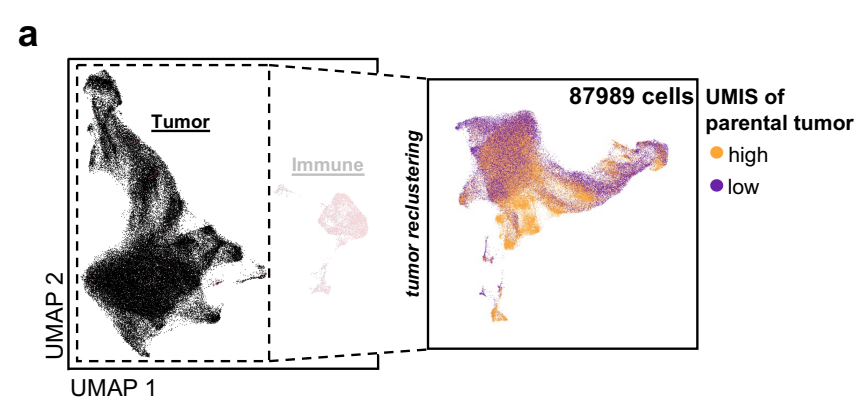 a
Tumor
Immune
UMAP 2
UMAP 1
tumor reclustering
87989 cells
UMIS of
parental tumor
high
low